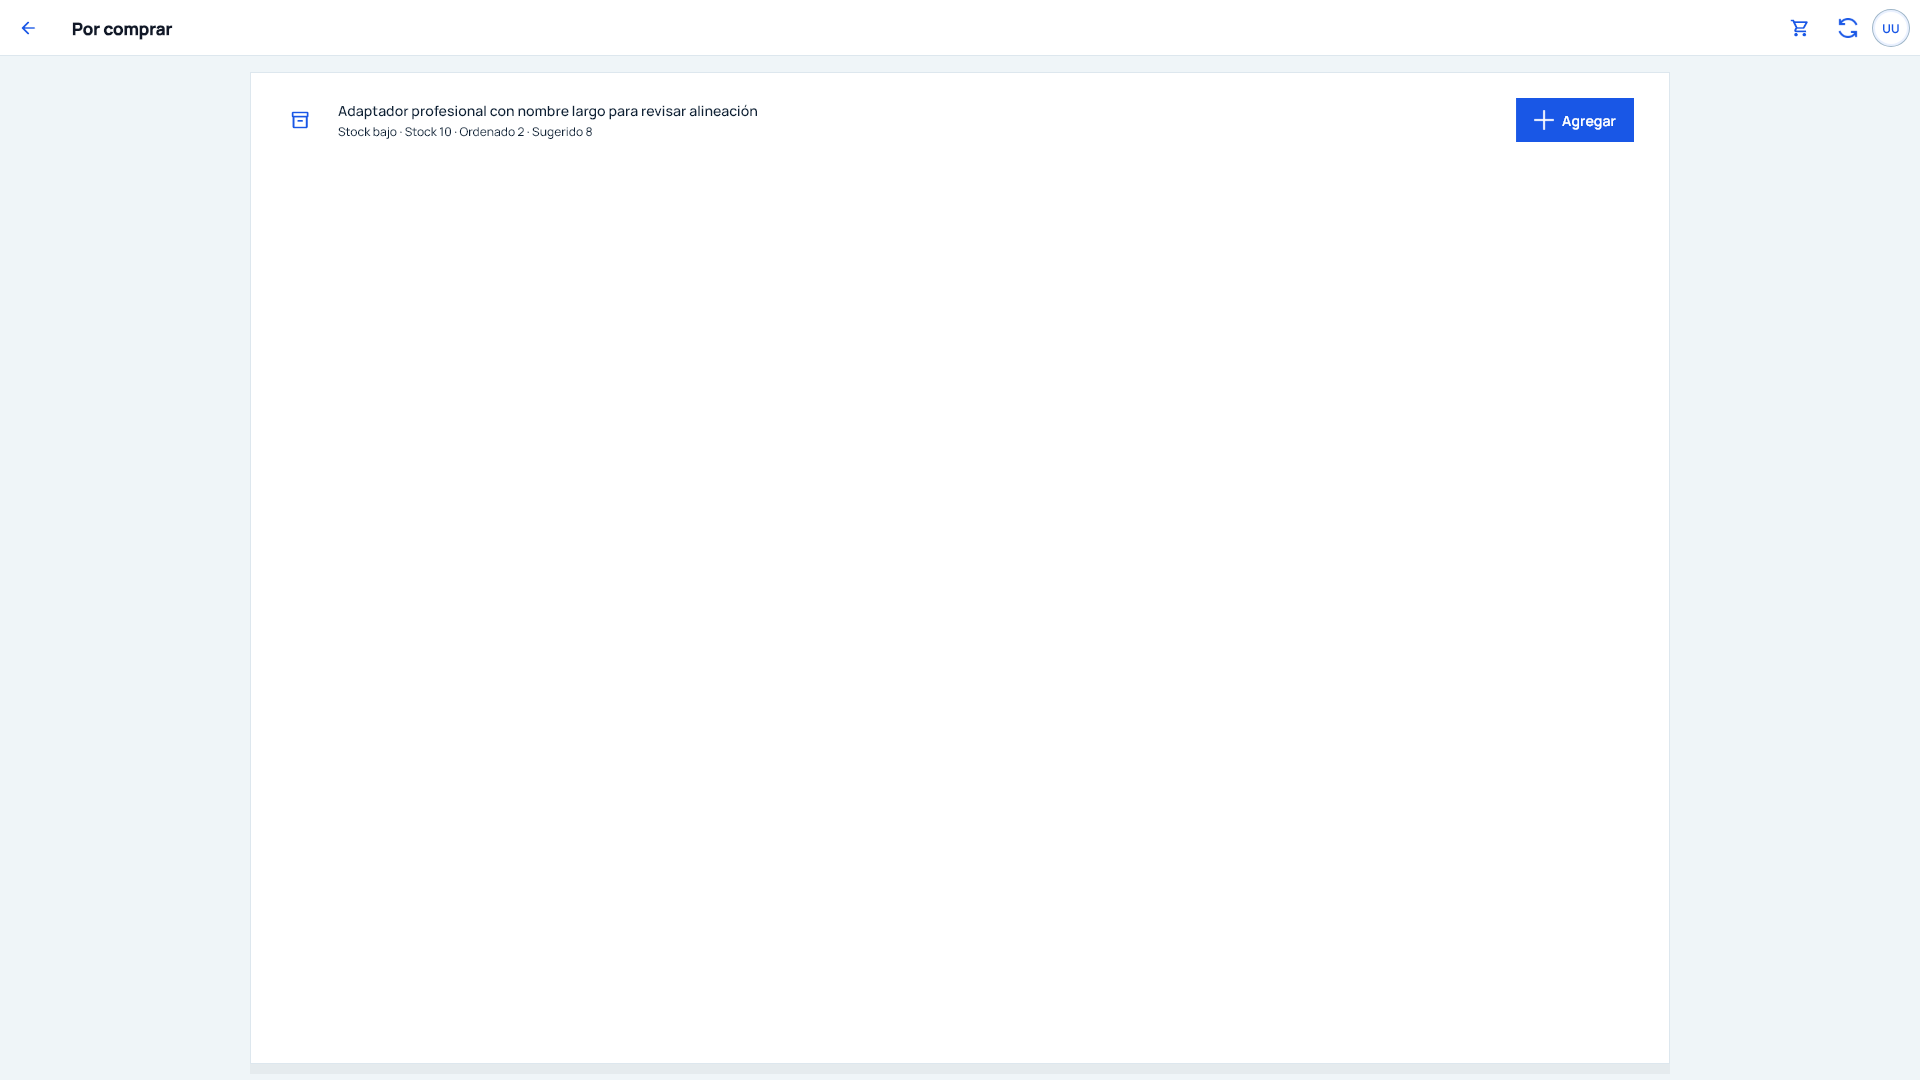 Por comprar
UU
Adaptador profesional con nombre largo para revisar alineación
Stock bajo · Stock 10 · Ordenado 2 · Sugerido 8
Agregar